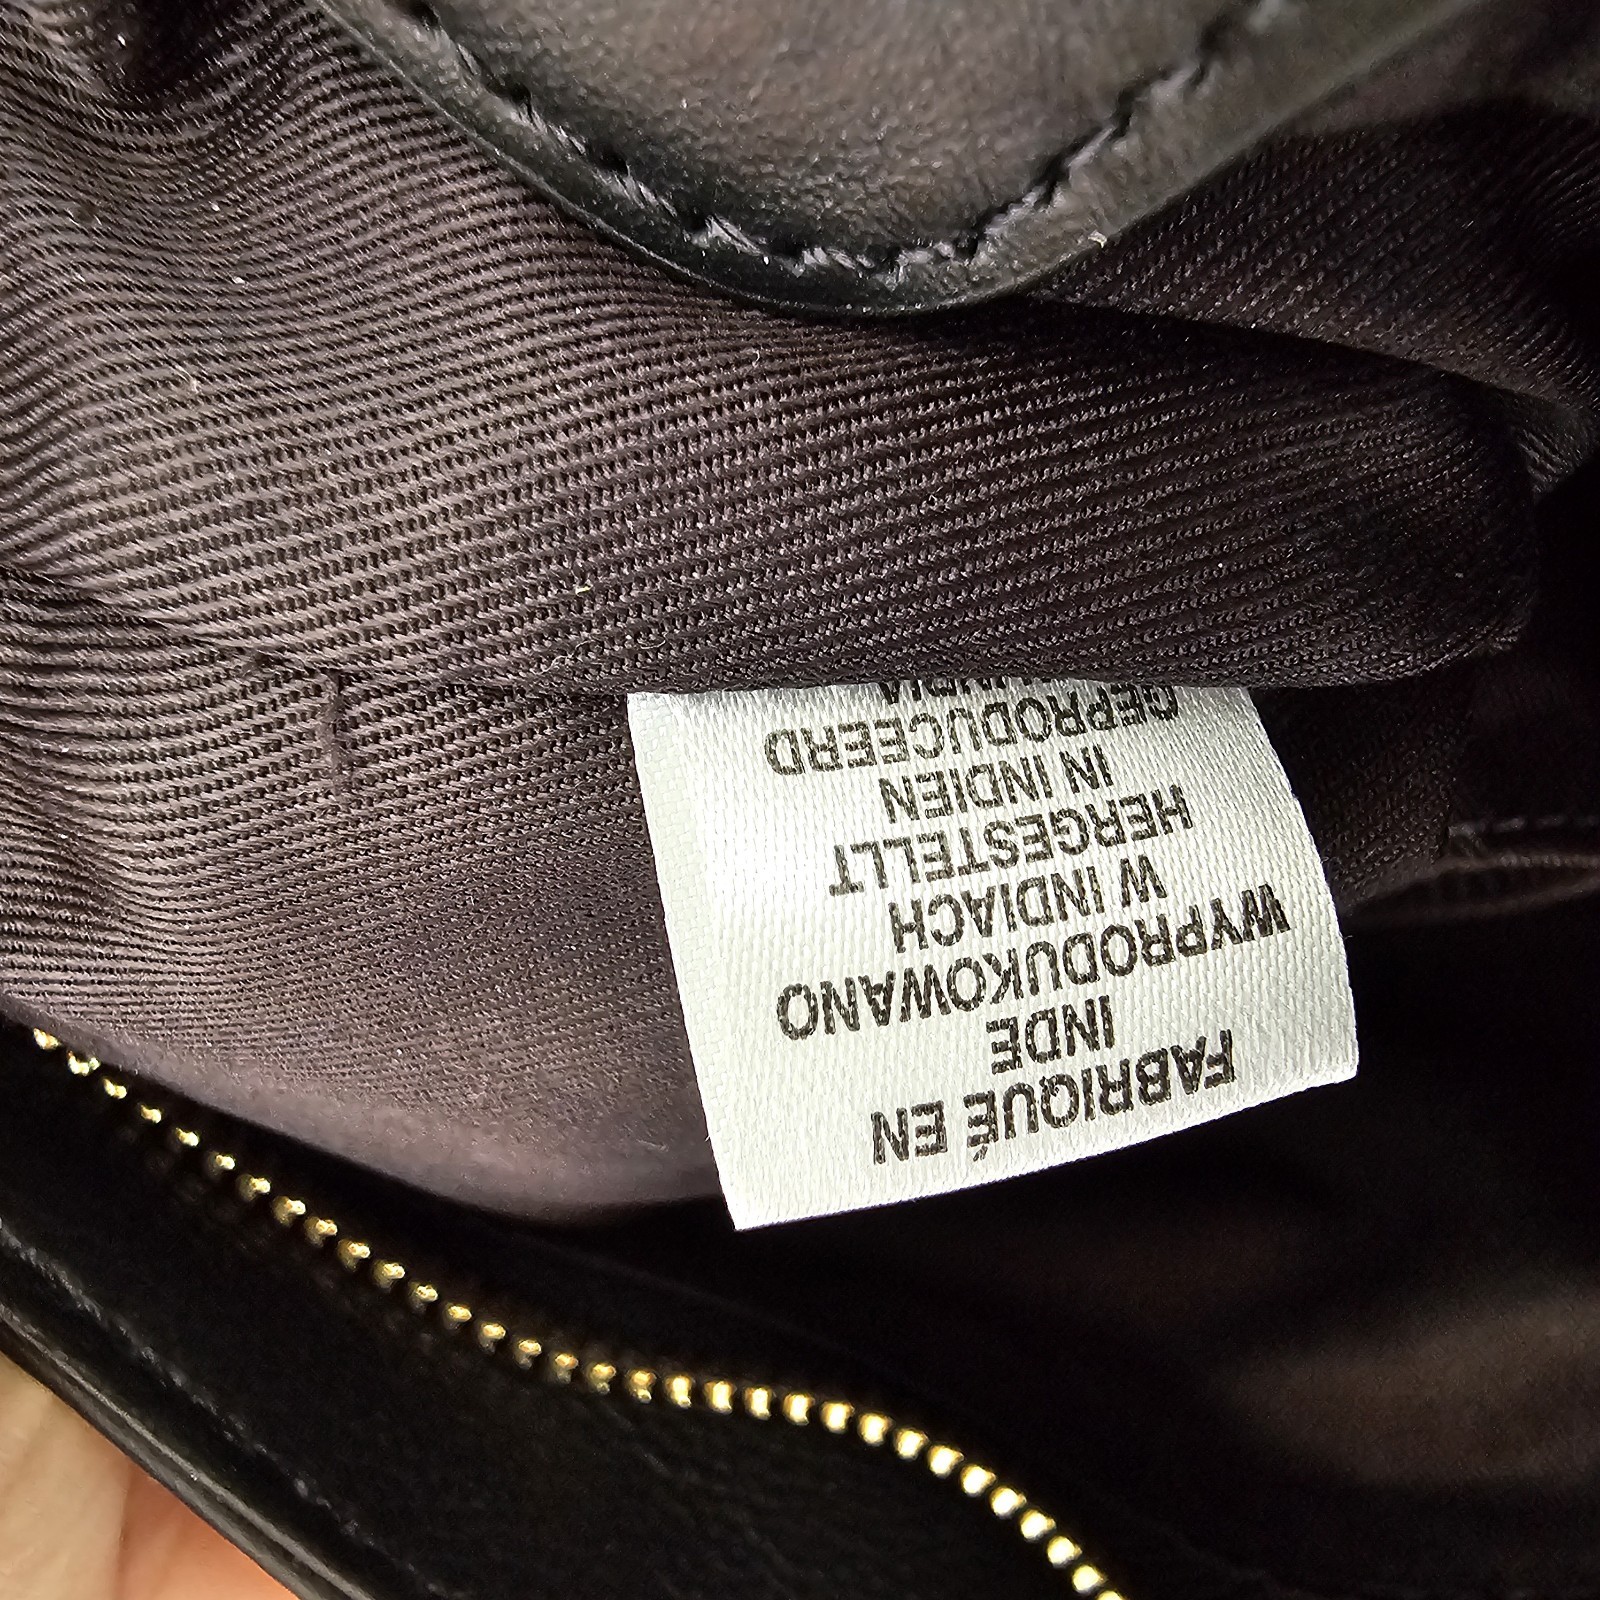 FABRIQUÉ EN
INDE
WYPRODUKOWANO
W INDIACH
HERGESTELLT
IN INDIEN
GEPRODUCEERD